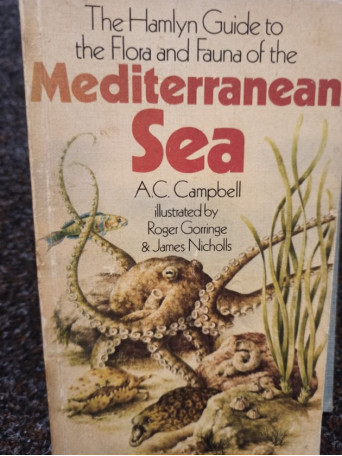 The Hamlyn Guide to
the Flora and Fauna of the
Mediterranean
Sea
A.C. Campbell
illustrated by
Roger Gorringe
& James Nicholls